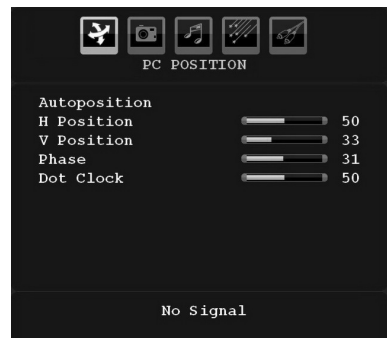 PC POSITION
Autoposition
H Position 50
V Position 33
Phase 31
Dot Clock 50
No Signal